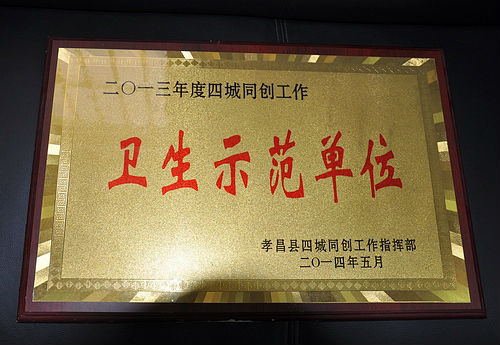 二〇一三年度四城同创工作
卫生示范单位
孝昌县四城同创工作指挥部
二〇一四年五月